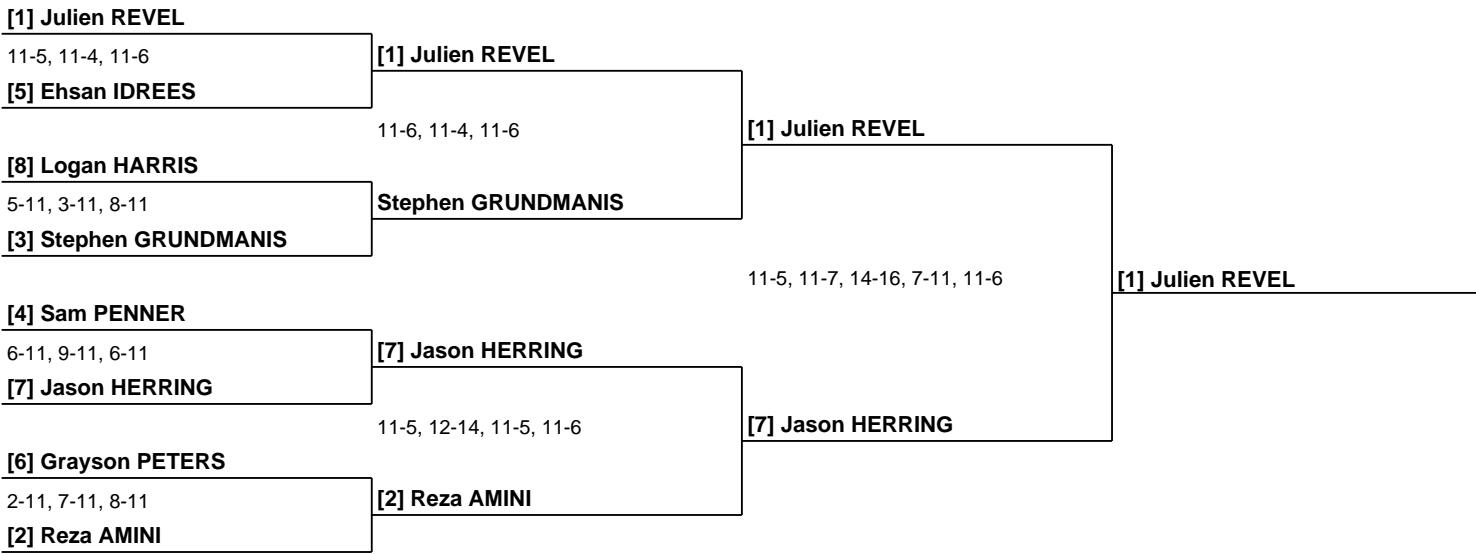 [1] Julien REVEL
11-5, 11-4, 11-6
[5] Ehsan IDREES
[8] Logan HARRIS
5-11, 3-11, 8-11
[3] Stephen GRUNDMANIS
[4] Sam PENNER
6-11, 9-11, 6-11
[7] Jason HERRING
[6] Grayson PETERS
2-11, 7-11, 8-11
[2] Reza AMINI
[1] Julien REVEL
11-6, 11-4, 11-6
Stephen GRUNDMANIS
[7] Jason HERRING
11-5, 12-14, 11-5, 11-6
[2] Reza AMINI
[1] Julien REVEL
11-5, 11-7, 14-16, 7-11, 11-6
[7] Jason HERRING
[1] Julien REVEL